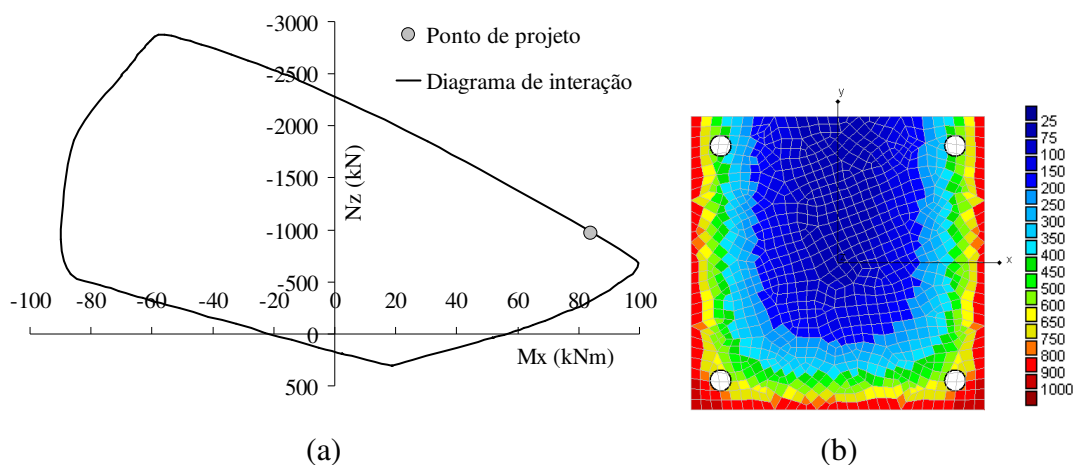 -3000
-2500
-2000
-1500
-1000
-500
0
500
-100 -80 -60 -40 -20 0 20 40 60 80 100
Nz (kN)
Mx (kNm)
Ponto de projeto
Diagrama de interação
(a)
y
x
25
75
100
150
200
250
300
350
400
450
500
600
650
750
800
900
1000
(b)